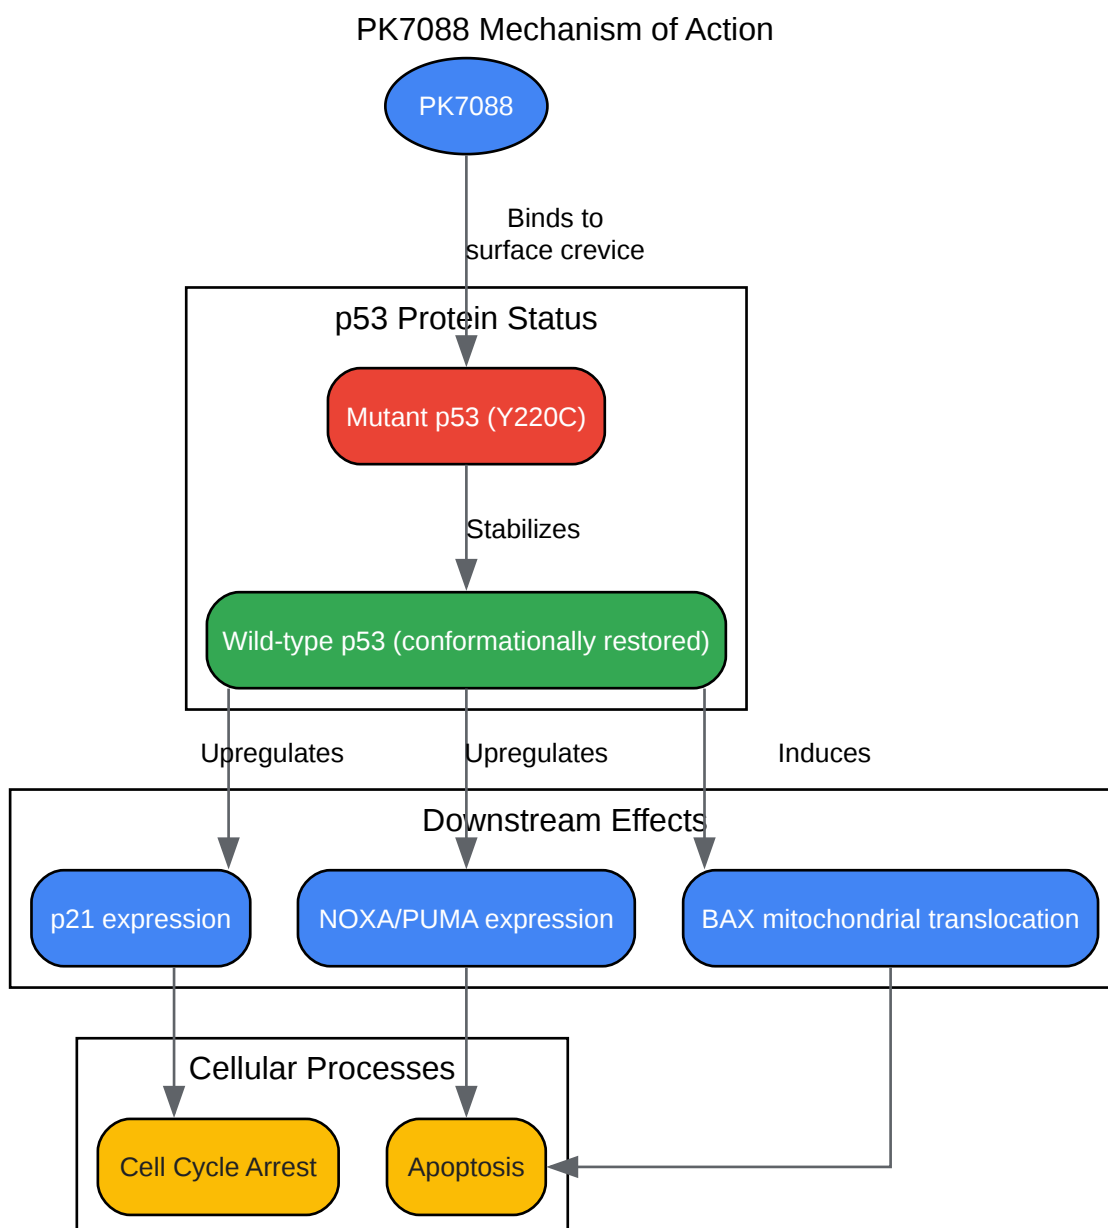 PK7088 Mechanism of Action
PK7088
Binds to
surface crevice
p53 Protein Status
Mutant p53 (Y220C)
Stabilizes
Wild-type p53 (conformationally restored)
Upregulates
Upregulates
Induces
Downstream Effects
p21 expression
NOXA/PUMA expression
BAX mitochondrial translocation
Cellular Processes
Cell Cycle Arrest
Apoptosis